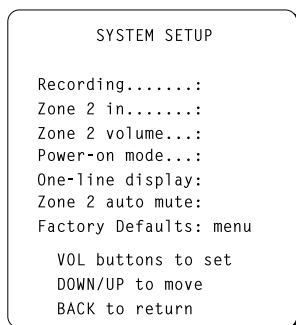 SYSTEM SETUP
Recording.......:
Zone 2 in.......:
Zone 2 volume...:
Power-on mode...:
One-line display:
Zone 2 auto mute:
Factory Defaults: menu
VOL buttons to set
DOWN/UP to move
BACK to return